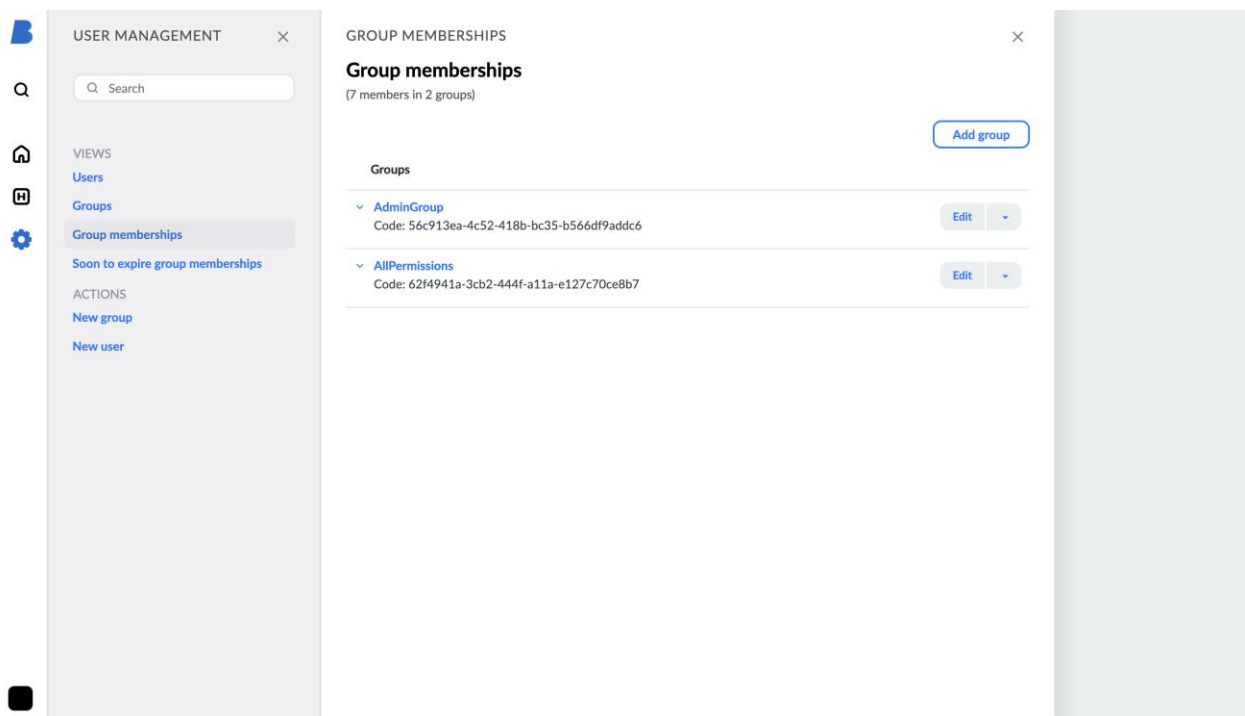 USER MANAGEMENT
Search
VIEWS
Users
Groups
Group memberships
Soon to expire group memberships
ACTIONS
New group
New user
GROUP MEMBERSHIPS
Group memberships
(7 members in 2 groups)
Add group
Groups
AdminGroup
Code: 56c913ea-4c52-418b-bc35-b566df9addc6
Edit
AllPermissions
Code: 62f4941a-3cb2-444f-a11a-e127c70ce8b7
Edit